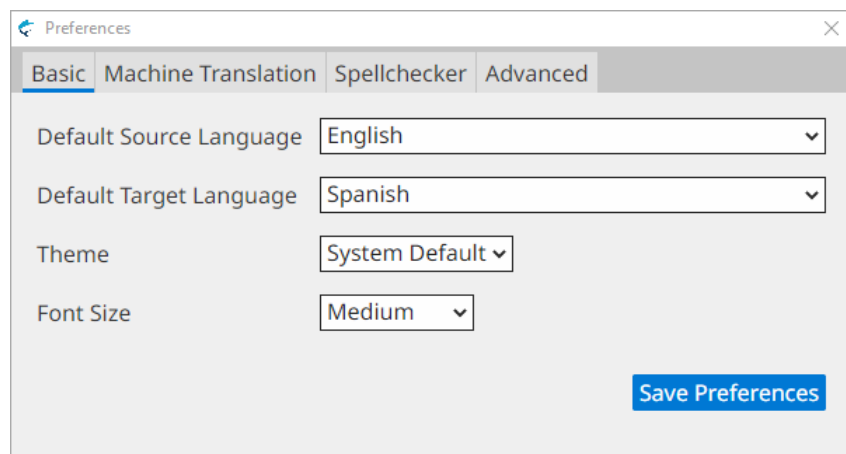 Preferences
Basic Machine Translation Spellchecker Advanced
Default Source Language English
Default Target Language Spanish
Theme System Default
Font Size Medium
Save Preferences